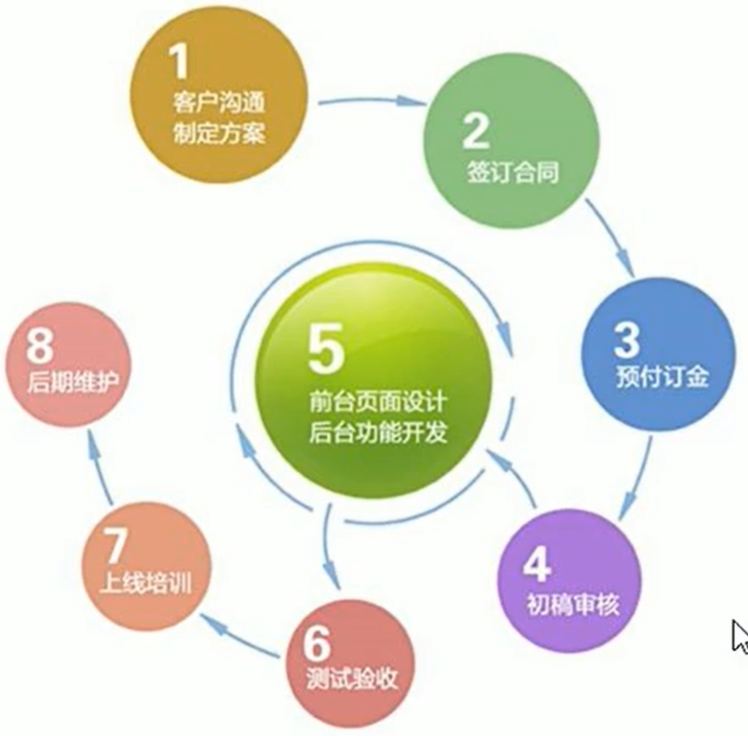 1
客户沟通
制定方案
2
签订合同
3
预付订金
4
初稿审核
5
前台页面设计
后台功能开发
6
测试验收
7
上线培训
8
后期维护